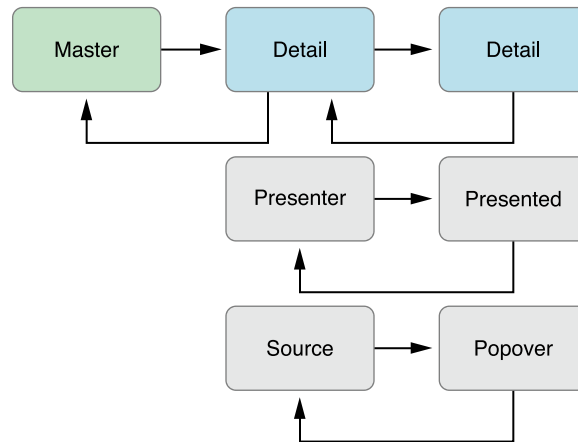 Master
Detail
Detail
Presenter
Presented
Source
Popover